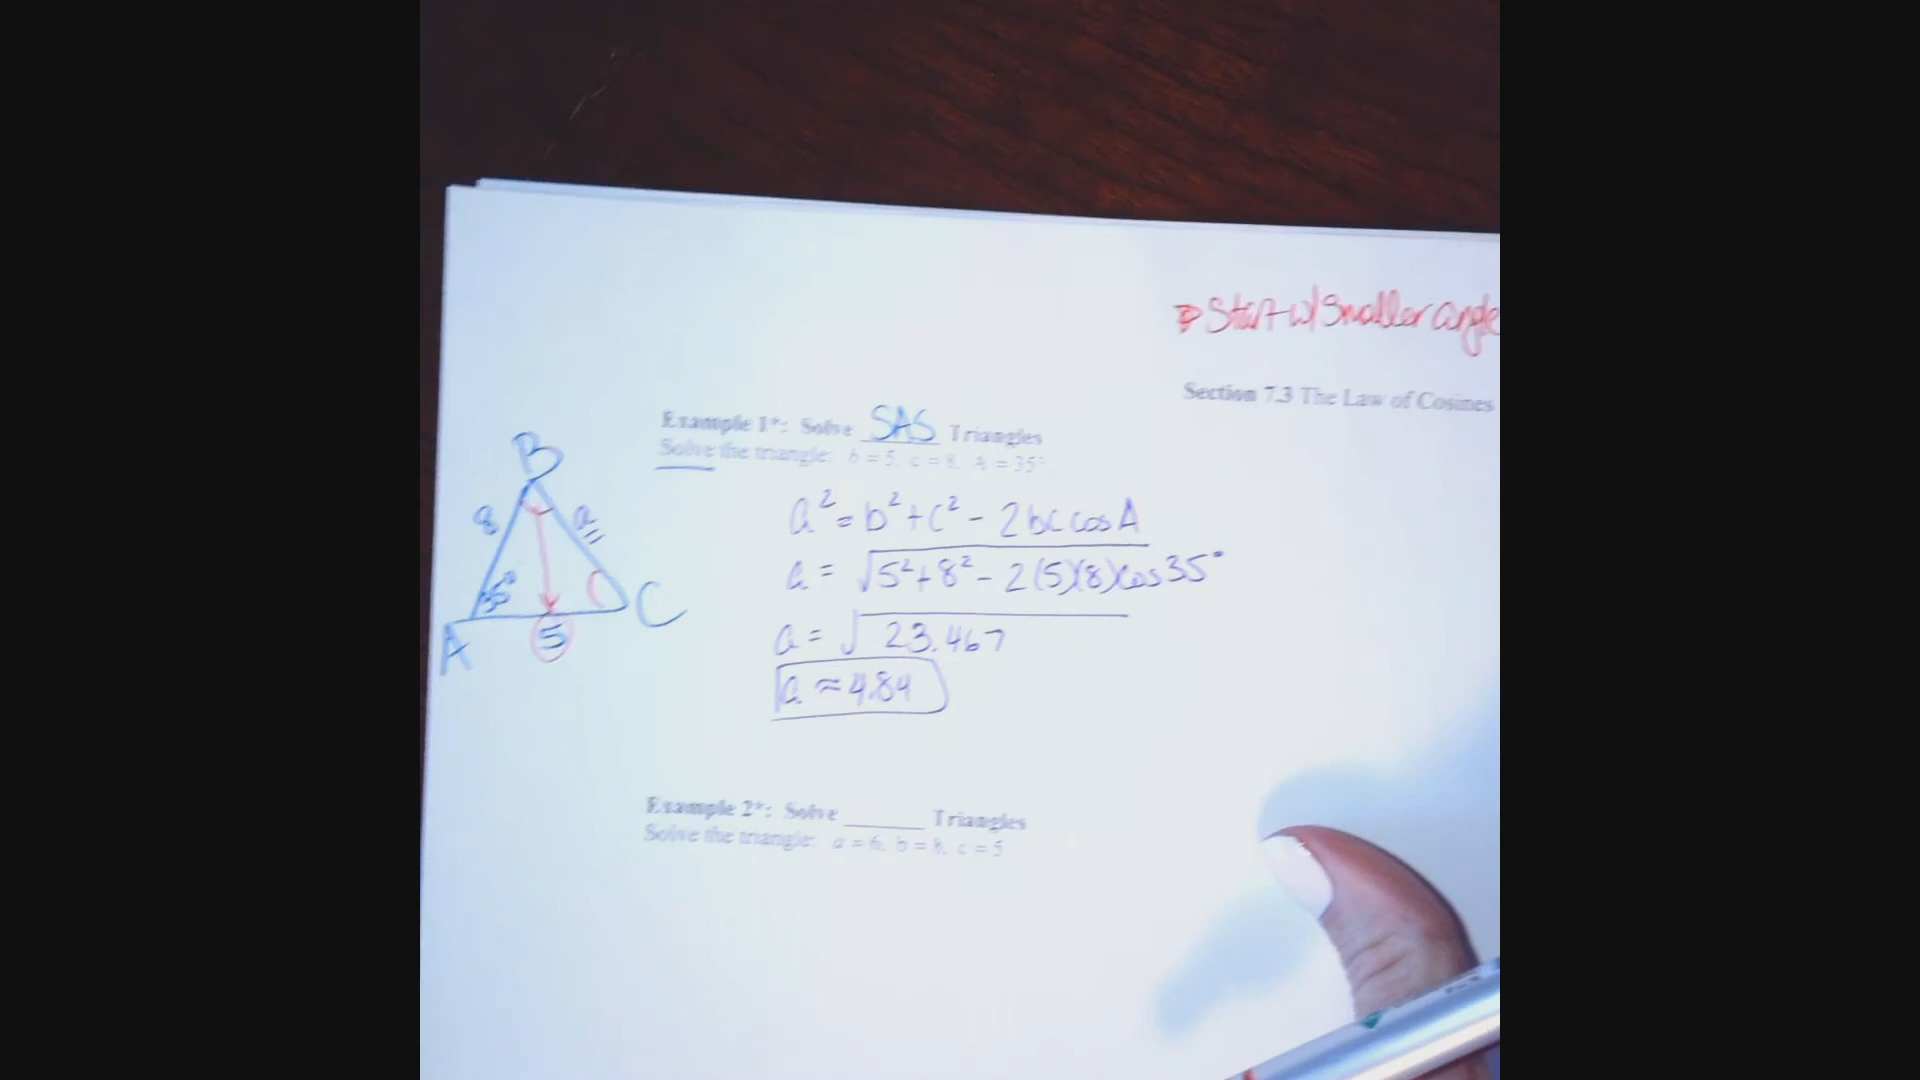 Start w/ Smaller angle
Section 7.3 The Law of Cosines
Example 1*: Solve SAS Triangles
Solve the triangle: b = 5, c = 8, A = 35°
B
8
a
35°
A
5
C
a² = b² + c² - 2bc cos A
a = √5² + 8² - 2(5)(8)cos 35°
a = √23.467
a ≈ 4.84
Example 2*: Solve ______ Triangles
Solve the triangle: a = 6, b = 8, c = 5